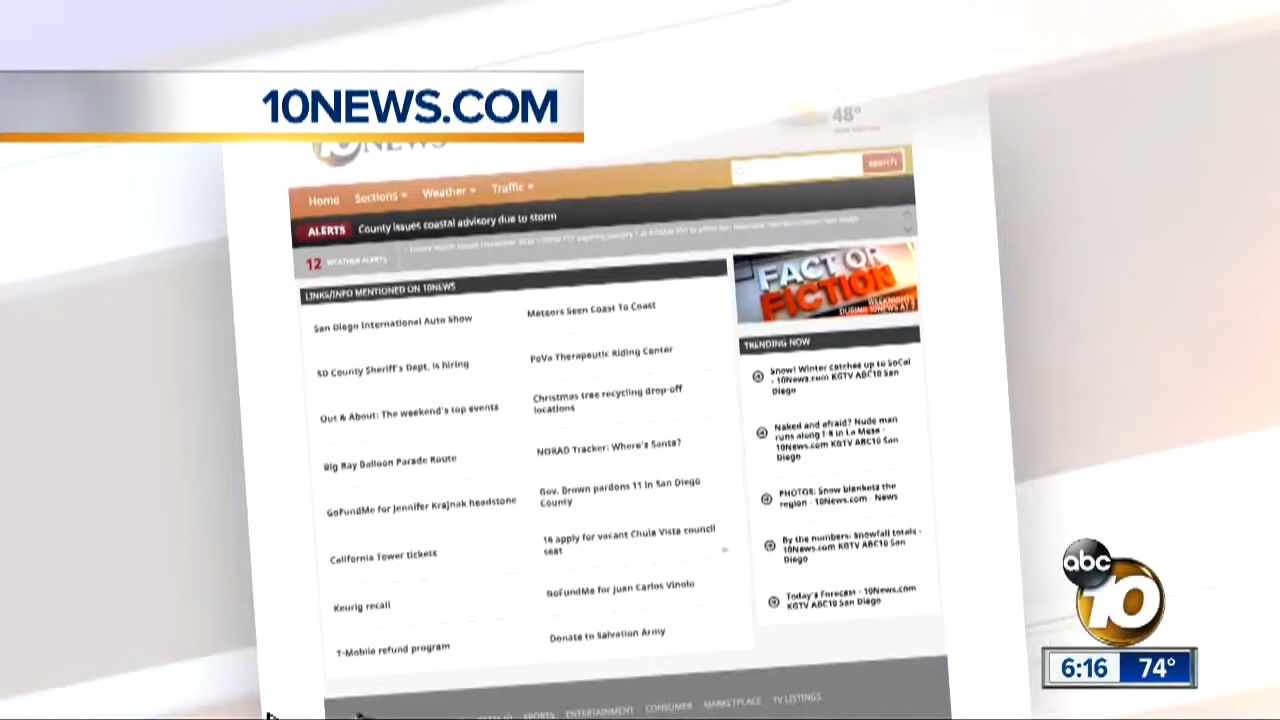 10NEWS.COM
48°
10 NEWS
Home Sections Weather Traffic search
ALERTS County issues coastal advisory due to storm
12 WEATHER ALERTS
LINKS/INFO MENTIONED ON 10NEWS
San Diego International Auto Show
SD County Sheriff's Dept. is hiring
Out & About: The weekend's top events
Big Bay Balloon Parade Route
GoFundMe for Jennifer Krajnak headstone
California Tower tickets
Keurig recall
T-Mobile refund program
Meteors Seen Coast To Coast
PoVa Therapeutic Riding Center
Christmas tree recycling drop-off
locations
NORAD Tracker: Where's Santa?
Gov. Brown pardons 11 in San Diego
County
18 apply for vacant Chula Vista council
seat
GoFundMe for Juan Carlos Vinolo
Donate to Salvation Army
FACT OR
FICTION
WEEKNIGHTS
DURING 10NEWS AT 5
TRENDING NOW
Snow! Winter catches up to SoCal
- 10News.com KGTV ABC10 San
Diego
Naked and afraid? Nude man
runs along I-8 in La Mesa -
10News.com KGTV ABC10 San
Diego
PHOTOS: Snow blankets the
region - 10News.com - News
By the numbers: Snowfall totals -
10News.com KGTV ABC10 San
Diego
Today's Forecast - 10News.com
KGTV ABC10 San Diego
SPORTS ENTERTAINMENT CONSUMER MARKETPLACE TV LISTINGS
abc
10
6:16 74°